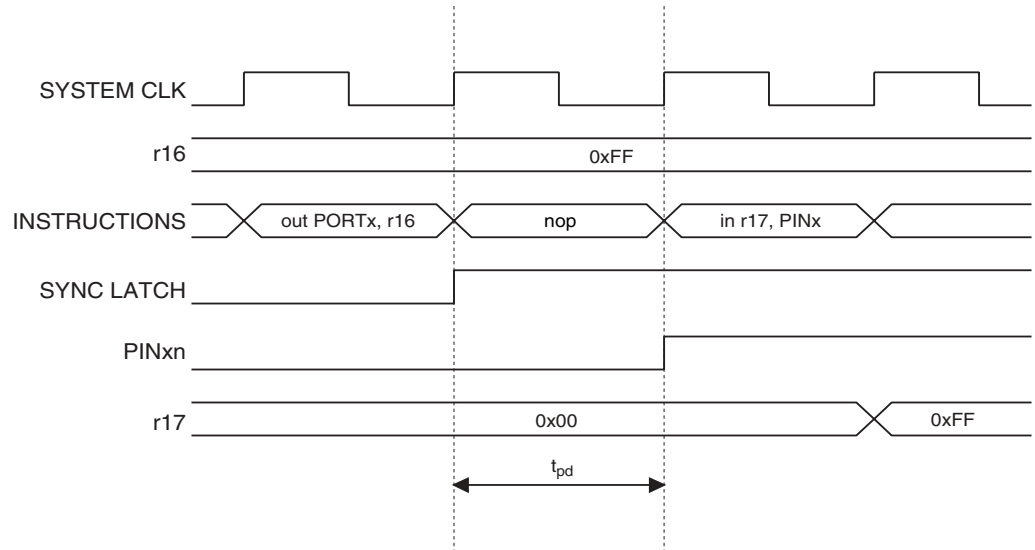 SYSTEM CLK
r16
0xFF
INSTRUCTIONS
out PORTx, r16
nop
in r17, PINx
SYNC LATCH
PINxn
r17
0x00
0xFF
tpd